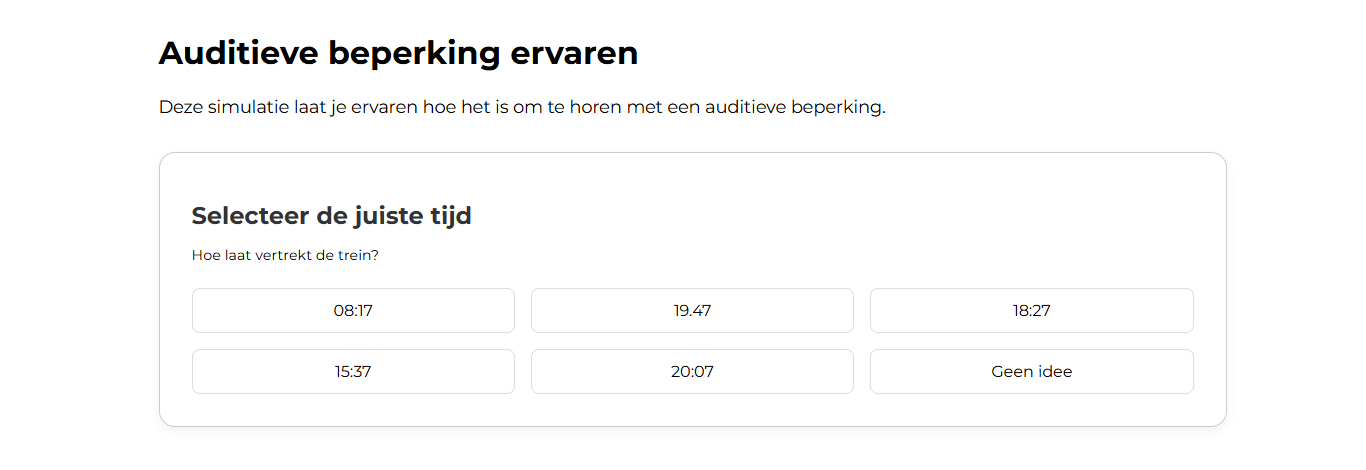 Auditieve beperking ervaren
Deze simulatie laat je ervaren hoe het is om te horen met een auditieve beperking.
Selecteer de juiste tijd
Hoe laat vertrekt de trein?
08:17
19.47
18:27
15:37
20:07
Geen idee